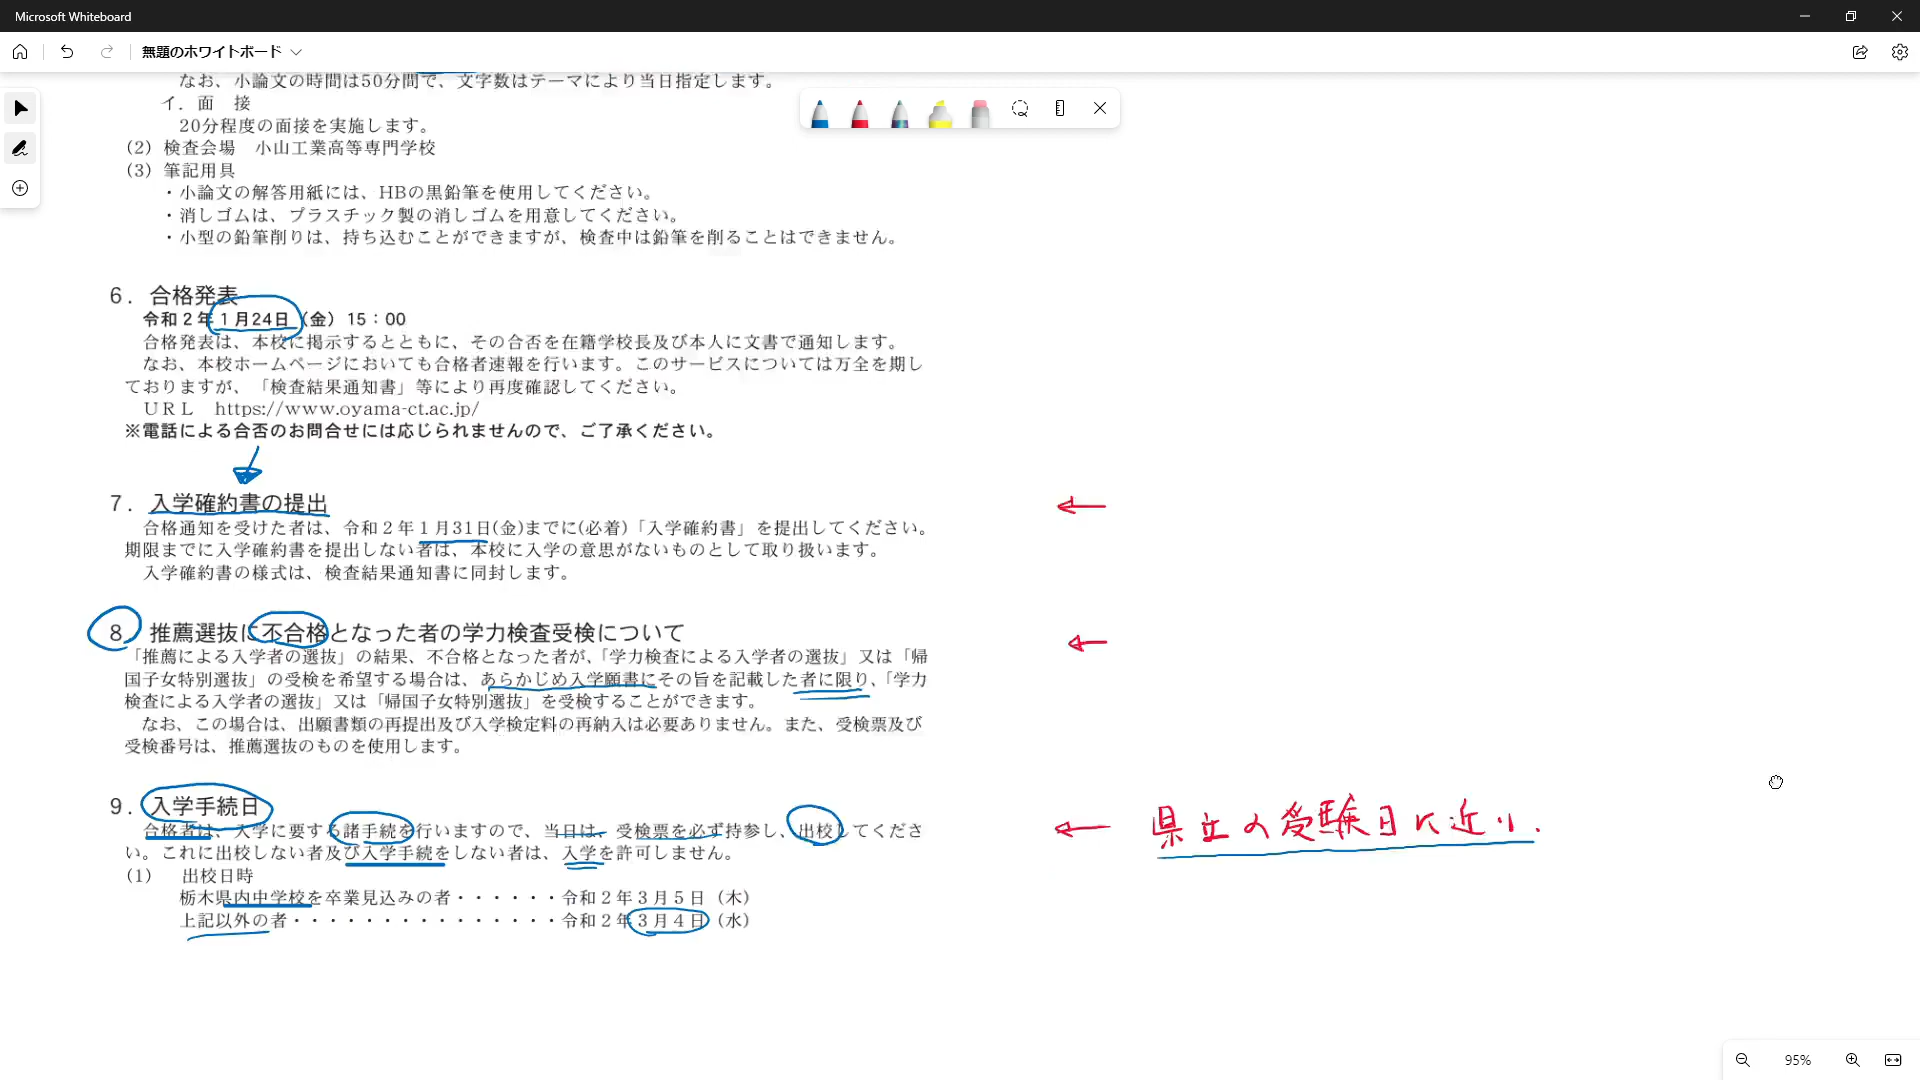 Microsoft Whiteboard
無題のホワイトボード
なお、小論文の時間は50分間で、文字数はテーマにより当日指定します。
イ．面　接
20分程度の面接を実施します。
(2) 検査会場　小山工業高等専門学校
(3) 筆記用具
・小論文の解答用紙には、HBの黒鉛筆を使用してください。
・消しゴムは、プラスチック製の消しゴムを用意してください。
・小型の鉛筆削りは、持ち込むことができますが、検査中は鉛筆を削ることはできません。
６．合格発表
令和２年１月24日（金）15：00
合格発表は、本校に掲示するとともに、その合否を在籍学校長及び本人に文書で通知します。
なお、本校ホームページにおいても合格者速報を行います。このサービスについては万全を期し
ておりますが、「検査結果通知書」等により再度確認してください。
ＵＲＬ　https://www.oyama-ct.ac.jp/
※電話による合否のお問合せには応じられませんので、ご了承ください。
７．入学確約書の提出
合格通知を受けた者は、令和２年１月31日(金)までに(必着)「入学確約書」を提出してください。
期限までに入学確約書を提出しない者は、本校に入学の意思がないものとして取り扱います。
入学確約書の様式は、検査結果通知書に同封します。
８．推薦選抜に不合格となった者の学力検査受検について
「推薦による入学者の選抜」の結果、不合格となった者が、「学力検査による入学者の選抜」又は「帰
国子女特別選抜」の受検を希望する場合は、あらかじめ入学願書にその旨を記載した者に限り、「学力
検査による入学者の選抜」又は「帰国子女特別選抜」を受検することができます。
なお、この場合は、出願書類の再提出及び入学検定料の再納入は必要ありません。また、受検票及び
受検番号は、推薦選抜のものを使用します。
９．入学手続日
合格者は、入学に要する諸手続を行いますので、当日は、受検票を必ず持参し、出校してくださ
い。これに出校しない者及び入学手続をしない者は、入学を許可しません。
県立の受験日に近い.
(1)　出校日時
栃木県内中学校を卒業見込みの者・・・・・・令和２年３月５日（木）
上記以外の者・・・・・・・・・・・・・・・令和２年３月４日（水）
95%